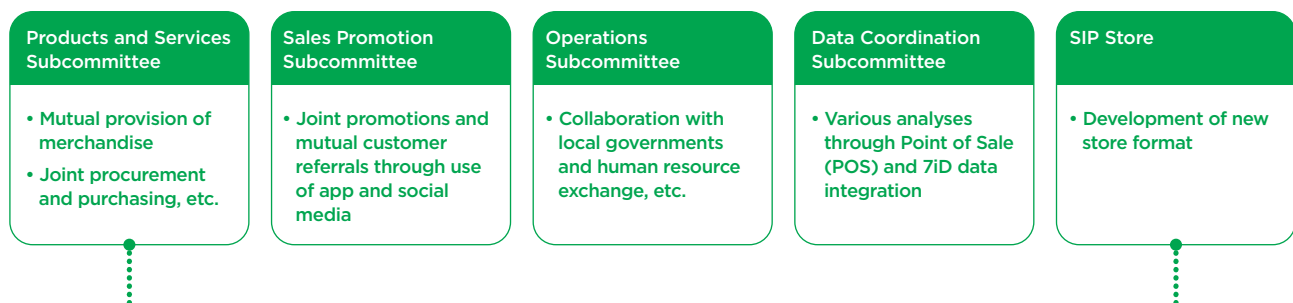 Products and Services
Subcommittee
• Mutual provision of
merchandise
• Joint procurement
and purchasing, etc.
Sales Promotion
Subcommittee
• Joint promotions and
mutual customer
referrals through use
of app and social
media
Operations
Subcommittee
• Collaboration with
local governments
and human resource
exchange, etc.
Data Coordination
Subcommittee
• Various analyses
through Point of Sale
(POS) and 7iD data
integration
SIP Store
• Development of new
store format